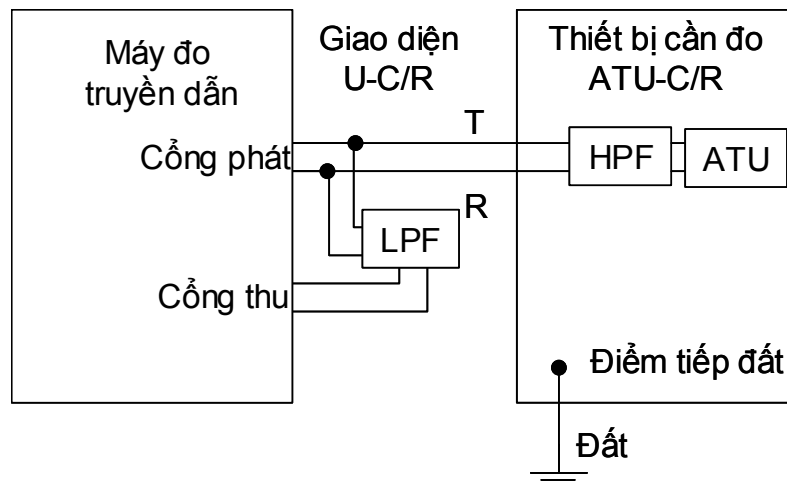 Máy đo
truyền dẫn
Giao diện
U-C/R
Thiết bị cần đo
ATU-C/R
T
Cổng phát
HPF
ATU
R
LPF
Cổng thu
Điểm tiếp đất
Đất